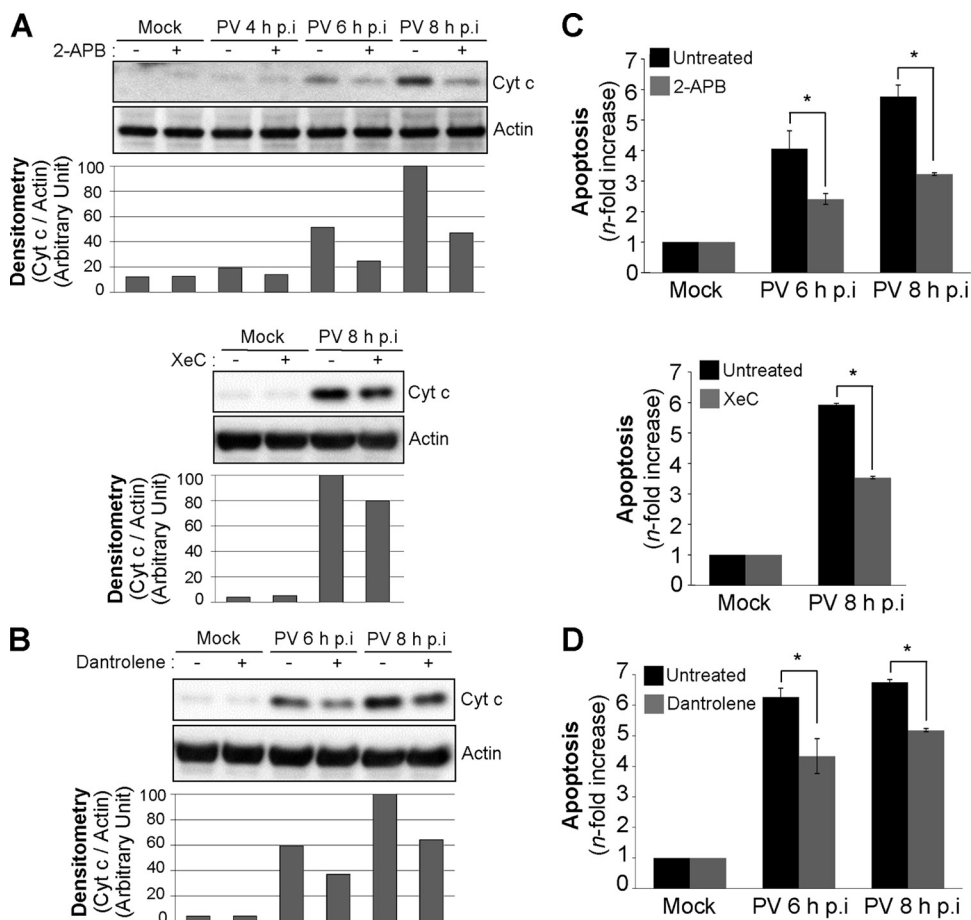 A
Mock PV 4 h p.i PV 6 h p.i PV 8 h p.i
2-APB : - + - + - + - +
Cyt c
Actin
Densitometry
(Cyt c / Actin)
(Arbitrary Unit)
100
80
60
40
20
0
Mock PV 8 h p.i
XeC : - + - +
Cyt c
Actin
Densitometry
(Cyt c / Actin)
(Arbitrary Unit)
100
80
60
40
20
0
B
Mock PV 6 h p.i PV 8 h p.i
Dantrolene : - + - + - +
Cyt c
Actin
Densitometry
(Cyt c / Actin)
(Arbitrary Unit)
100
80
60
40
20
0
C
Apoptosis
(n-fold increase)
7
6
5
4
3
2
1
0
Untreated
2-APB
* *
Mock PV 6 h p.i PV 8 h p.i
Apoptosis
(n-fold increase)
7
6
5
4
3
2
1
0
Untreated
XeC
*
Mock PV 8 h p.i
D
Apoptosis
(n-fold increase)
7
6
5
4
3
2
1
0
Untreated
Dantrolene
* *
Mock PV 6 h p.i PV 8 h p.i